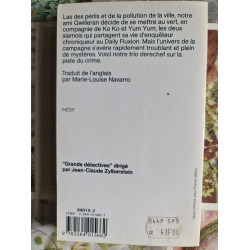 Las des périls et de la pollution de la ville, notre
ami Qwilleran décide de se mettre au vert, en
compagnie de Ko Ko et Yum Yum, les deux
siamois qui partagent sa vie d'enquêteur
chroniqueur au Daily Fluxion. Mais l'univers de la
campagne s'avère rapidement troublant et plein
de mystères. Voici notre trio derechef sur la
piste du crime.
Traduit de l'anglais
par Marie-Louise Navarro
INÉDIT
"Grands détectives" dirigé
par Jean-Claude Zylberstein